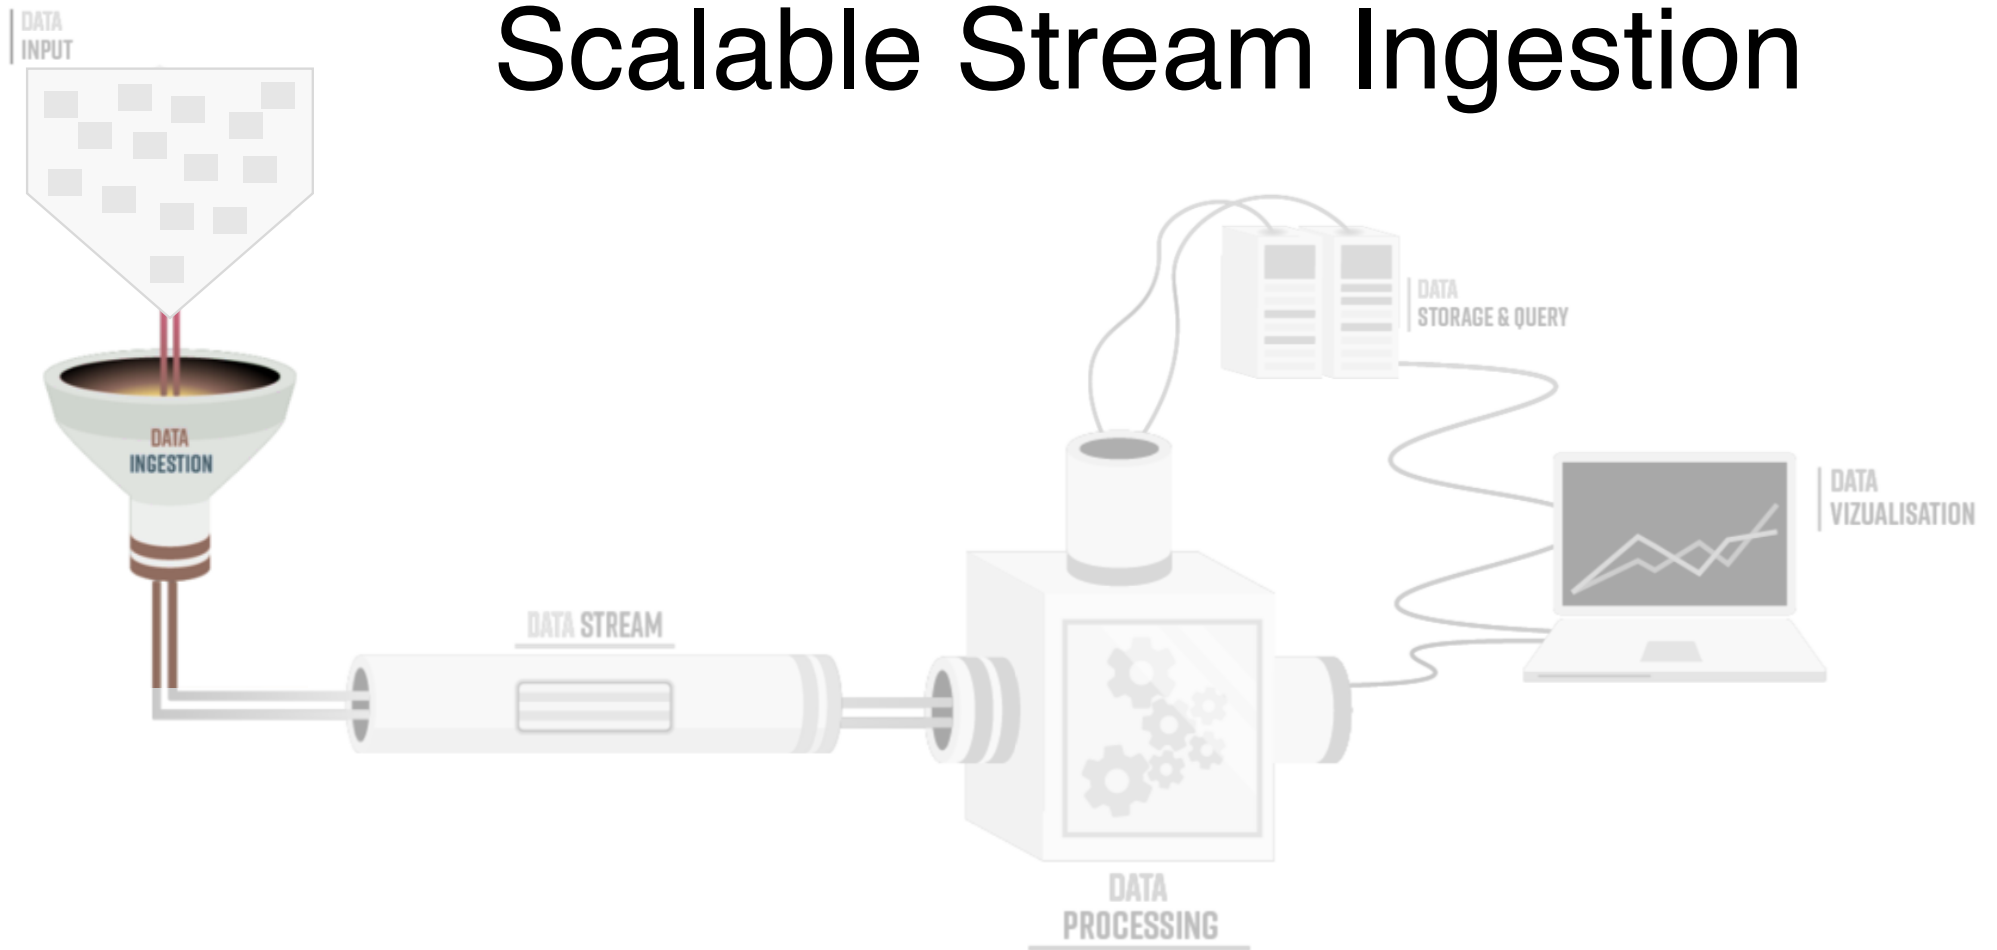 Scalable Stream Ingestion
DATA
INPUT
DATA
INGESTION
DATA STREAM
DATA
STORAGE & QUERY
DATA
VIZUALISATION
DATA
PROCESSING